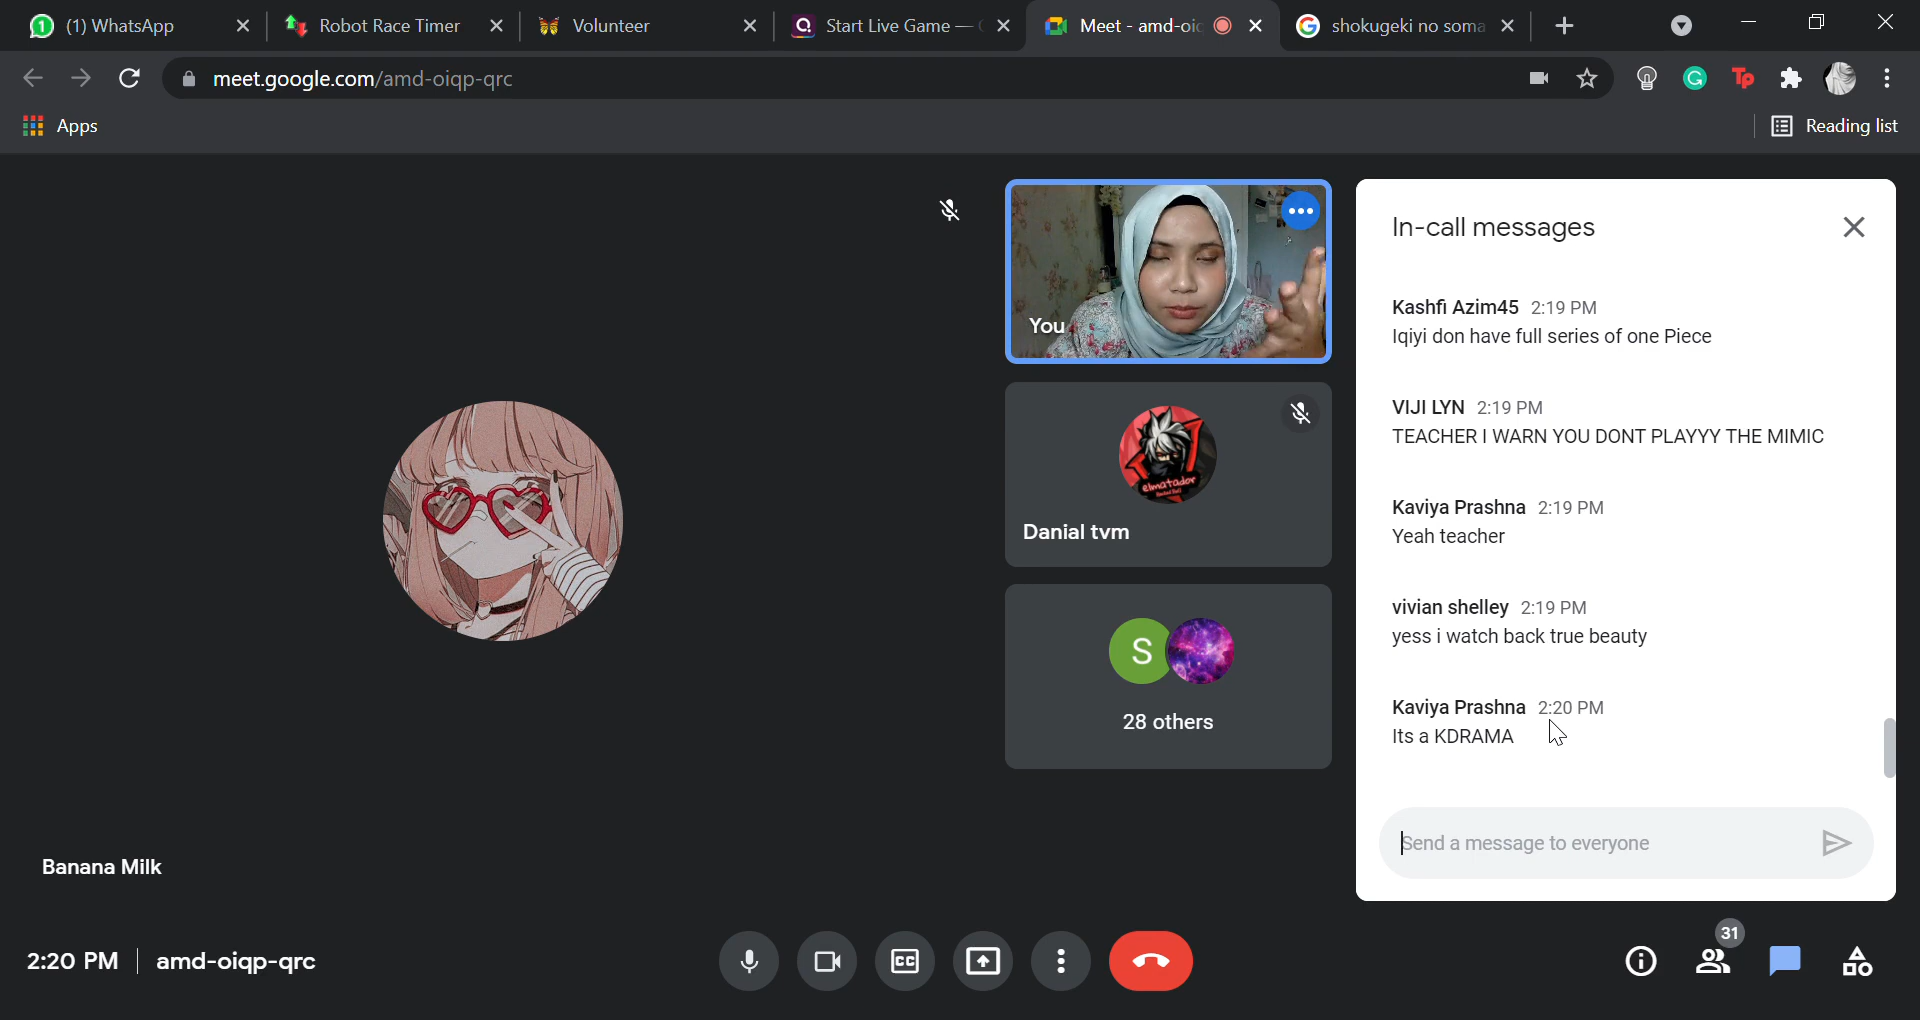 (1) WhatsApp
Robot Race Timer
Volunteer
Start Live Game —
Meet - amd-oiq
shokugeki no soma
meet.google.com/amd-oiqp-qrc
Apps
Reading list
You
elmatador
Danial tvm
S
28 others
Banana Milk
In-call messages
Kashfi Azim45 2:19 PM
Iqiyi don have full series of one Piece
VIJI LYN 2:19 PM
TEACHER I WARN YOU DONT PLAYYY THE MIMIC
Kaviya Prashna 2:19 PM
Yeah teacher
vivian shelley 2:19 PM
yess i watch back true beauty
Kaviya Prashna 2:20 PM
Its a KDRAMA
Send a message to everyone
2:20 PM | amd-oiqp-qrc
CC
31